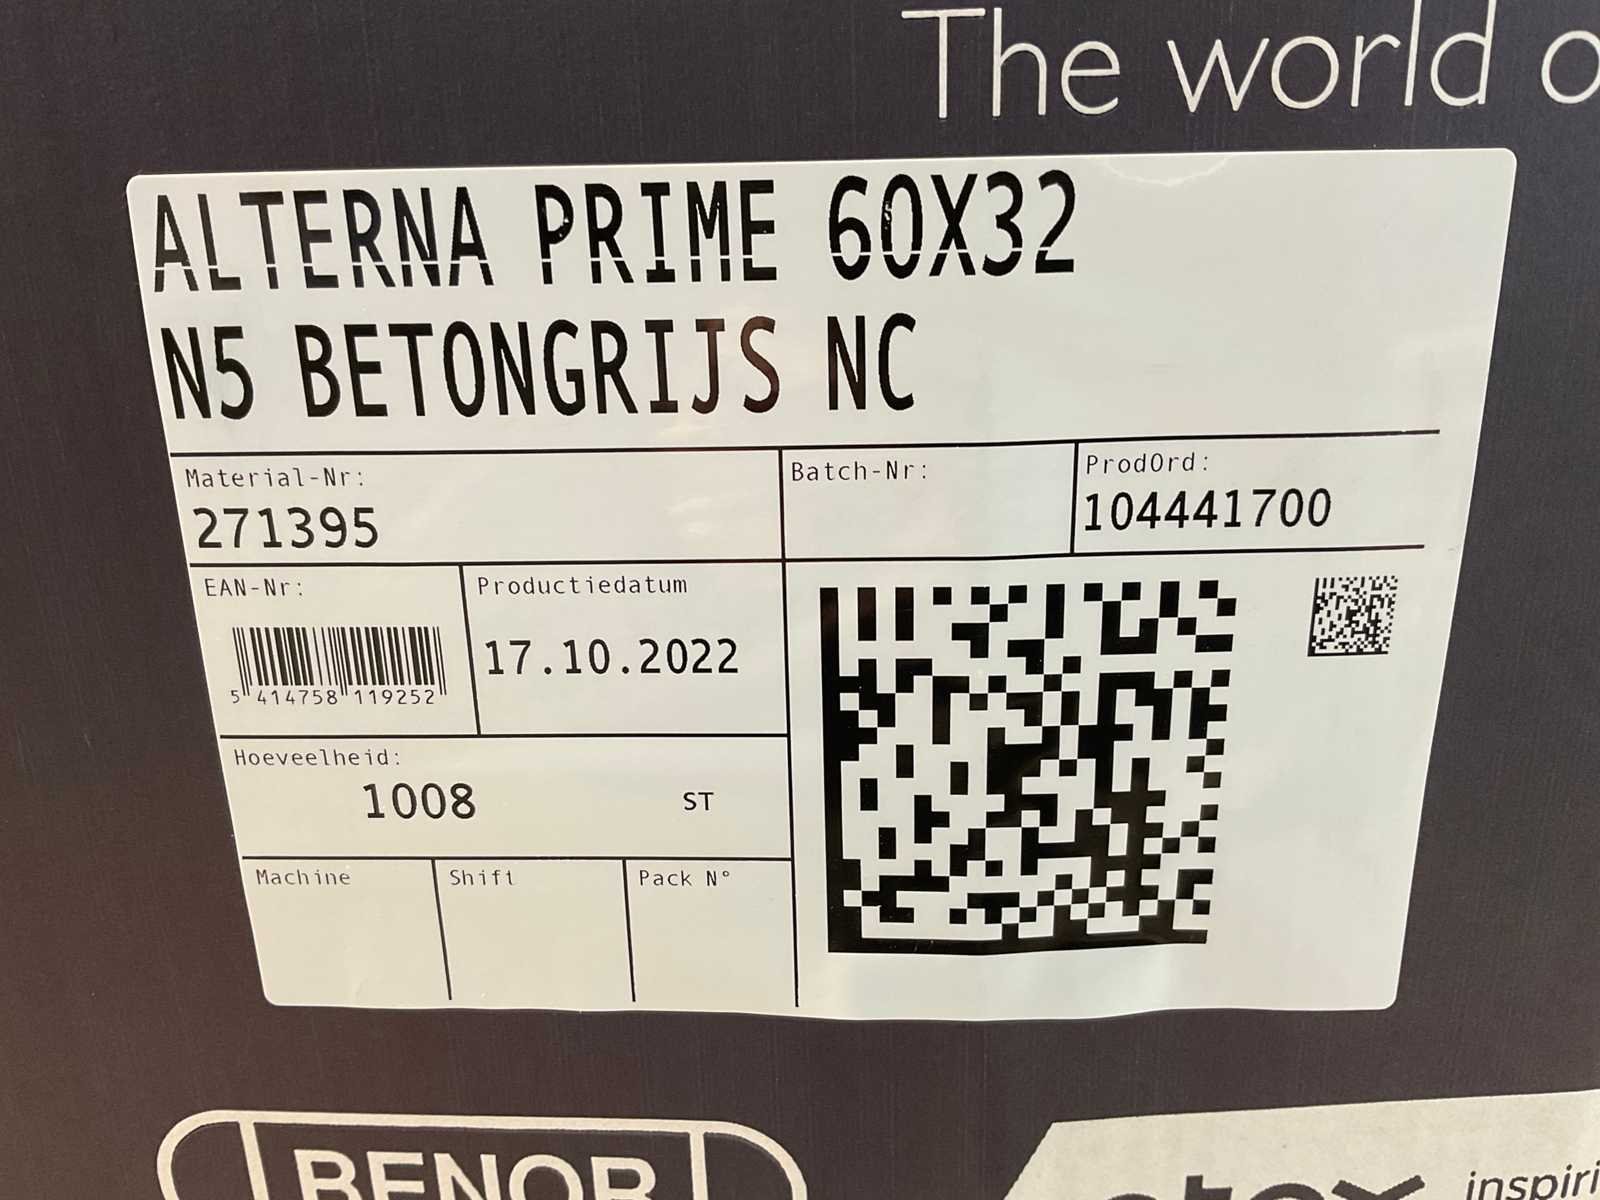 The world
ALTERNA PRIME 60X32
N5 BETONGRIJS NC
Material-Nr:
271395
Batch-Nr:
ProdOrd:
104441700
EAN-Nr:
5 414758 119252
Productiedatum
17.10.2022
Hoeveelheid:
1008 ST
Machine
Shift
Pack N°
BENOR